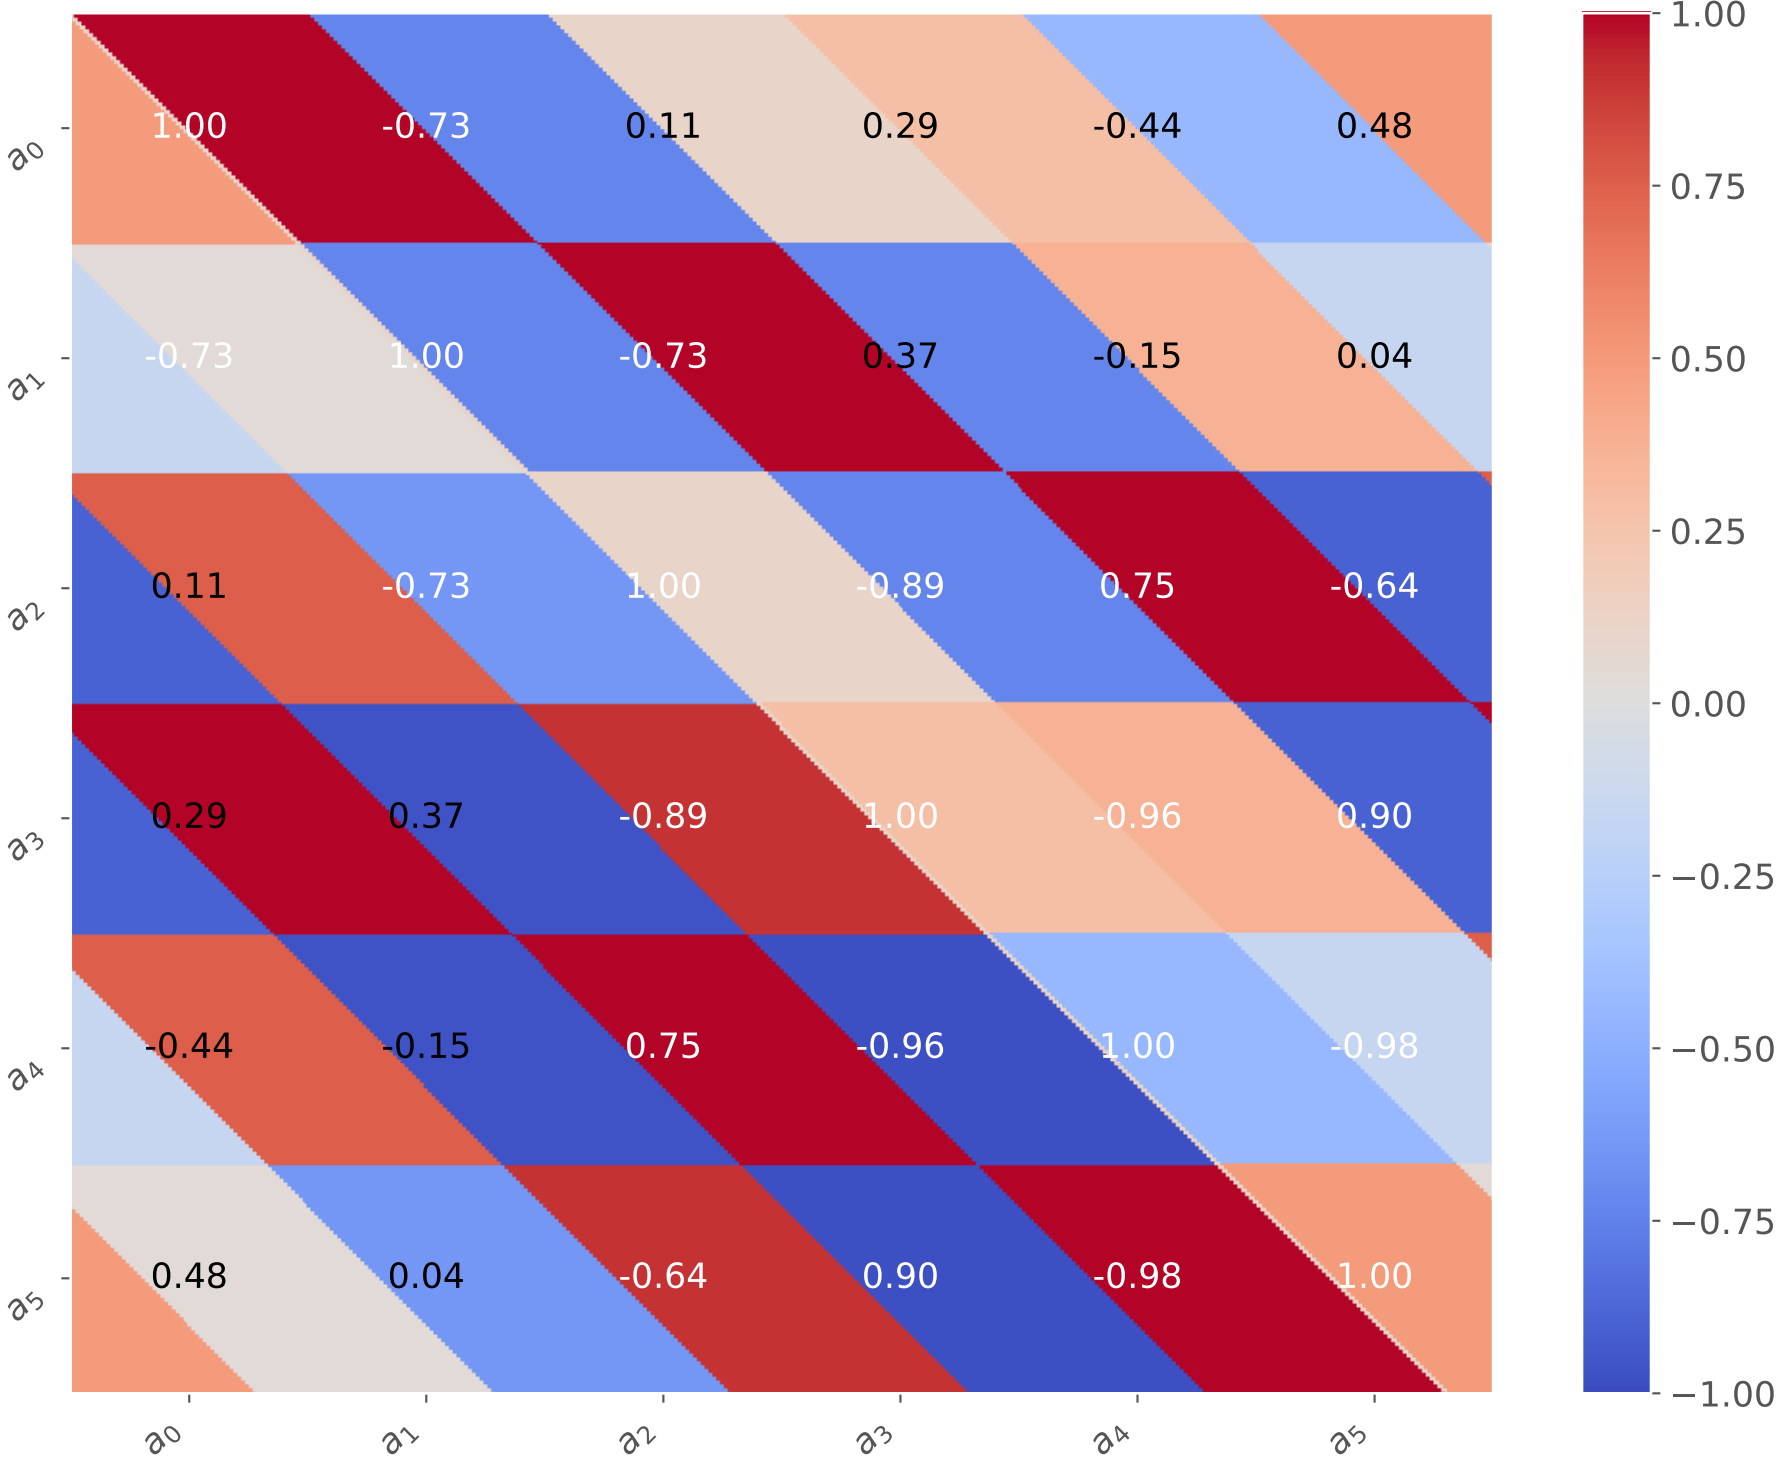 1.00
a0 1.00 -0.73 0.11 0.29 -0.44 0.48
0.75
a1 -0.73 1.00 -0.73 0.37 -0.15 0.04
0.50
0.25
a2 0.11 -0.73 1.00 -0.89 0.75 -0.64
0.00
a3 0.29 0.37 -0.89 1.00 -0.96 0.90
−0.25
a4 -0.44 -0.15 0.75 -0.96 1.00 -0.98
−0.50
−0.75
a5 0.48 0.04 -0.64 0.90 -0.98 1.00
−1.00
a0 a1 a2 a3 a4 a5